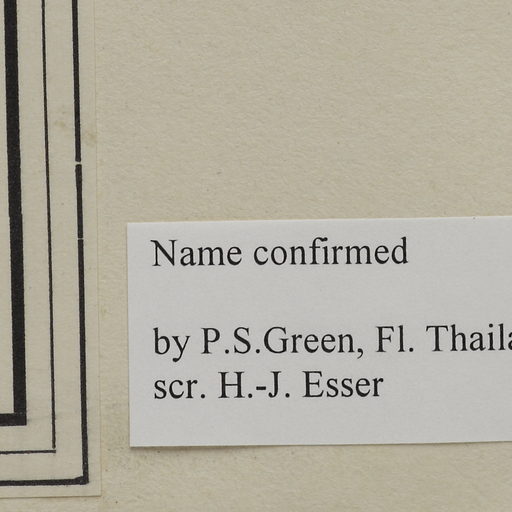 Name confirmed
by P.S.Green, Fl. Thaila
scr. H.-J. Esser